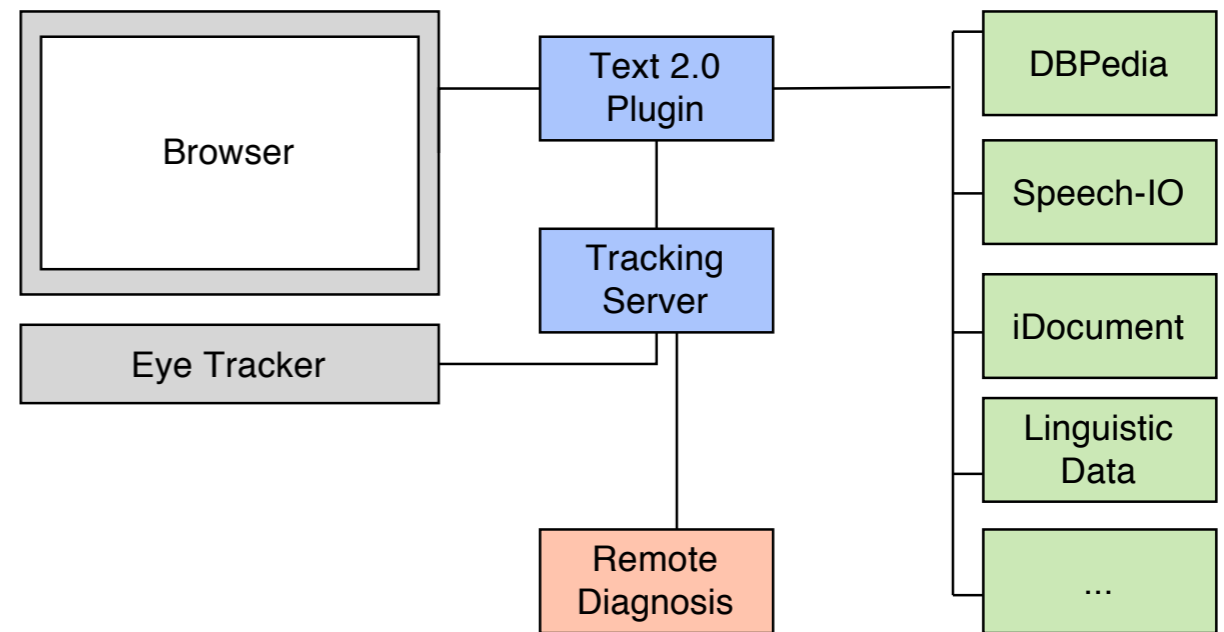 Browser
Eye Tracker
Text 2.0
Plugin
Tracking
Server
Remote
Diagnosis
DBPedia
Speech-IO
iDocument
Linguistic
Data
...